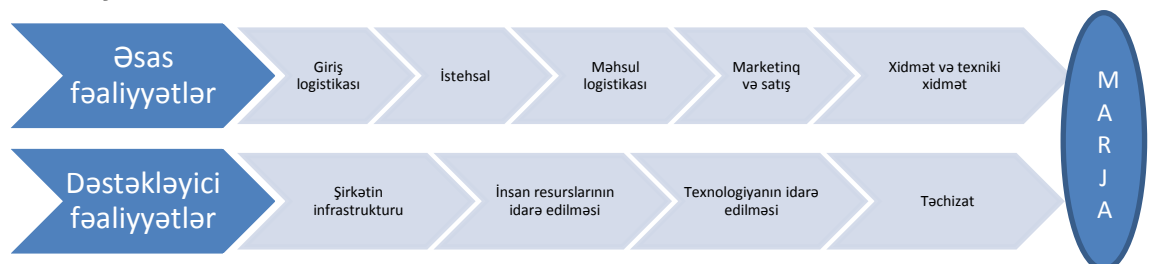 Əsas
fəaliyyətlər
Giriş
logistikası
İstehsal
Məhsul
logistikası
Marketinq
və satış
Xidmət və texniki
xidmət
Dəstəkləyici
fəaliyyətlər
Şirkətin
infrastrukturu
İnsan resurslarının
idarə edilməsi
Texnologiyanın idarə
edilməsi
Təchizat
M
A
R
J
A